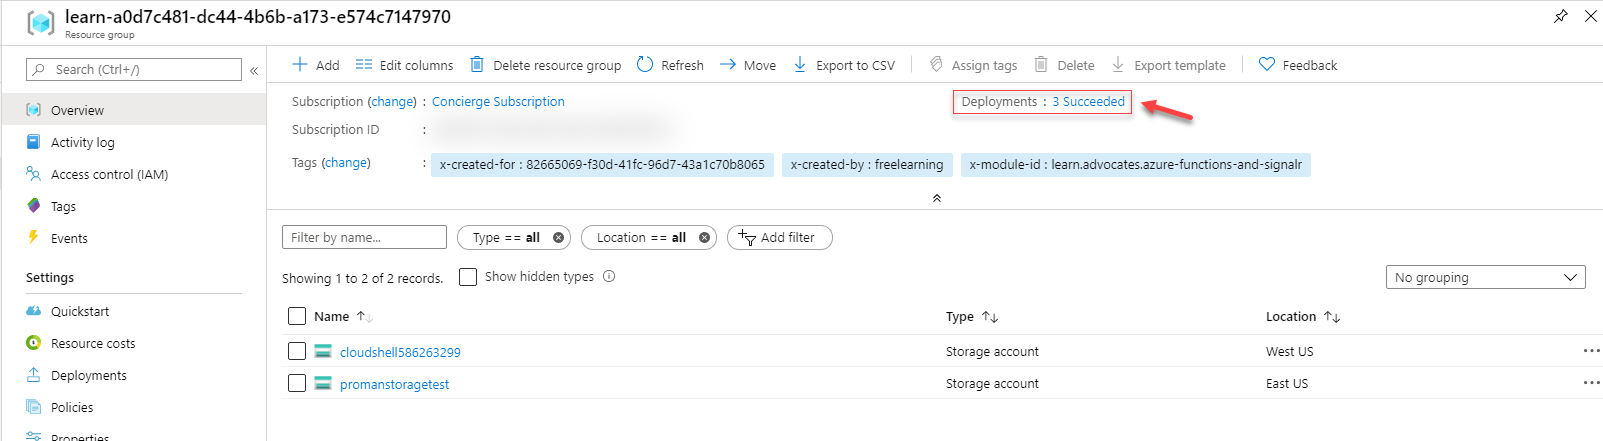 learn-a0d7c481-dc44-4b6b-a173-e574c7147970
Resource group
Search (Ctrl+/)
«
Overview
Activity log
Access control (IAM)
Tags
Events
Settings
Quickstart
Resource costs
Deployments
Policies
Properties
Add Edit columns Delete resource group Refresh Move Export to CSV Assign tags Delete Export template Feedback
Subscription (change) : Concierge Subscription
Deployments : 3 Succeeded
Subscription ID :
Tags (change) : x-created-for : 82665069-f30d-41fc-96d7-43a1c70b8065 x-created-by : freelearning x-module-id : learn.advocates.azure-functions-and-signalr
Filter by name... Type == all Location == all Add filter
Showing 1 to 2 of 2 records. Show hidden types No grouping
Name Type Location
cloudshell586263299 Storage account West US
promanstoragetest Storage account East US